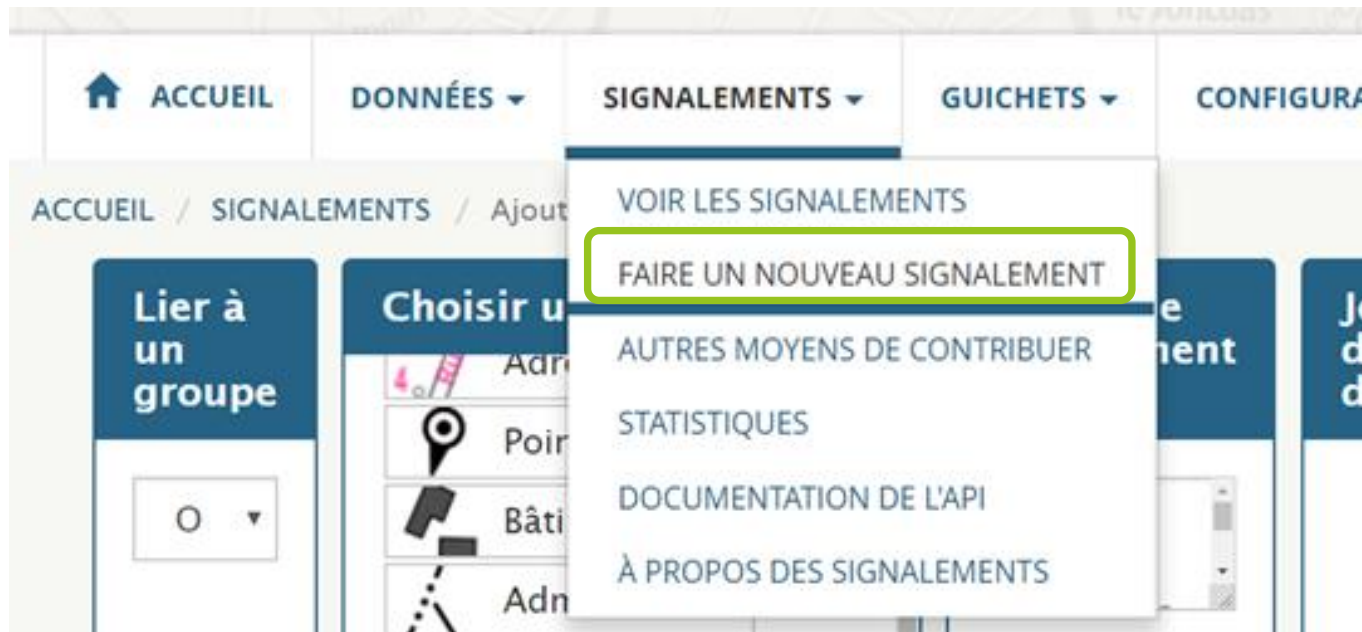 ACCUEIL DONNÉES SIGNALEMENTS GUICHETS
ACCUEIL / SIGNALEMENTS /
VOIR LES SIGNALEMENTS
FAIRE UN NOUVEAU SIGNALEMENT
AUTRES MOYENS DE CONTRIBUER
STATISTIQUES
DOCUMENTATION DE L'API
À PROPOS DES SIGNALEMENTS
Lier à
un
groupe
O
Choisir